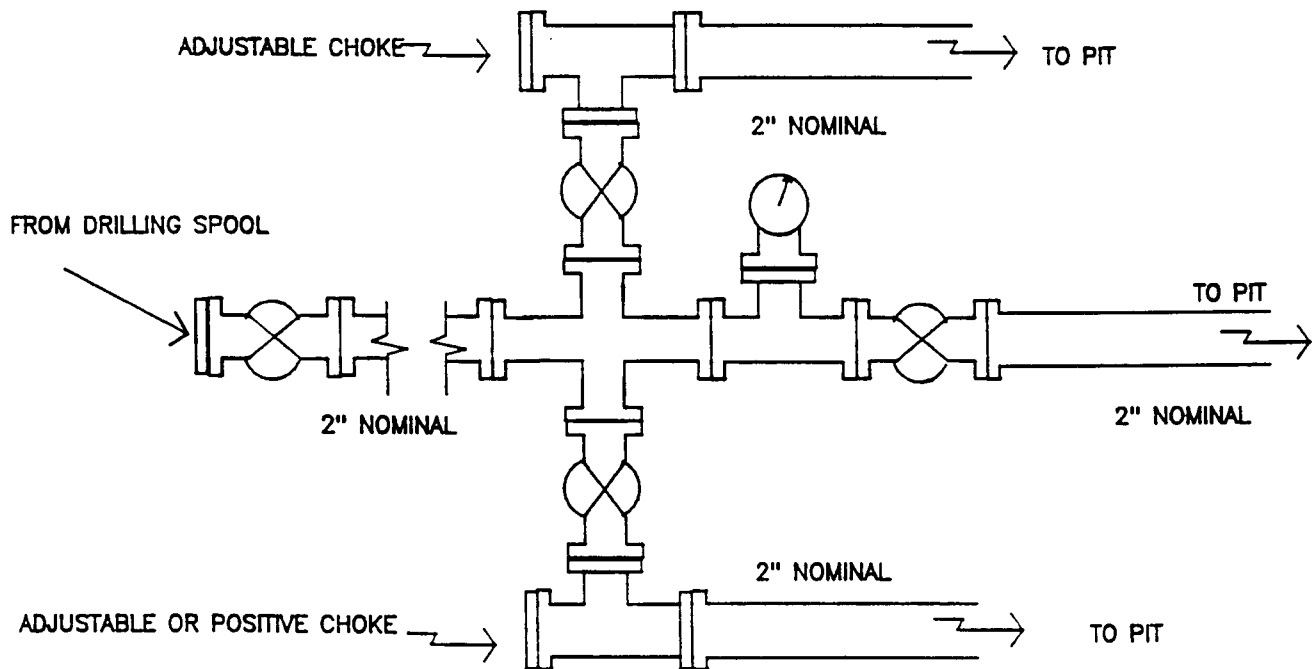 ADJUSTABLE CHOKE
TO PIT
2" NOMINAL
FROM DRILLING SPOOL
TO PIT
2" NOMINAL
2" NOMINAL
2" NOMINAL
ADJUSTABLE OR POSITIVE CHOKE
TO PIT